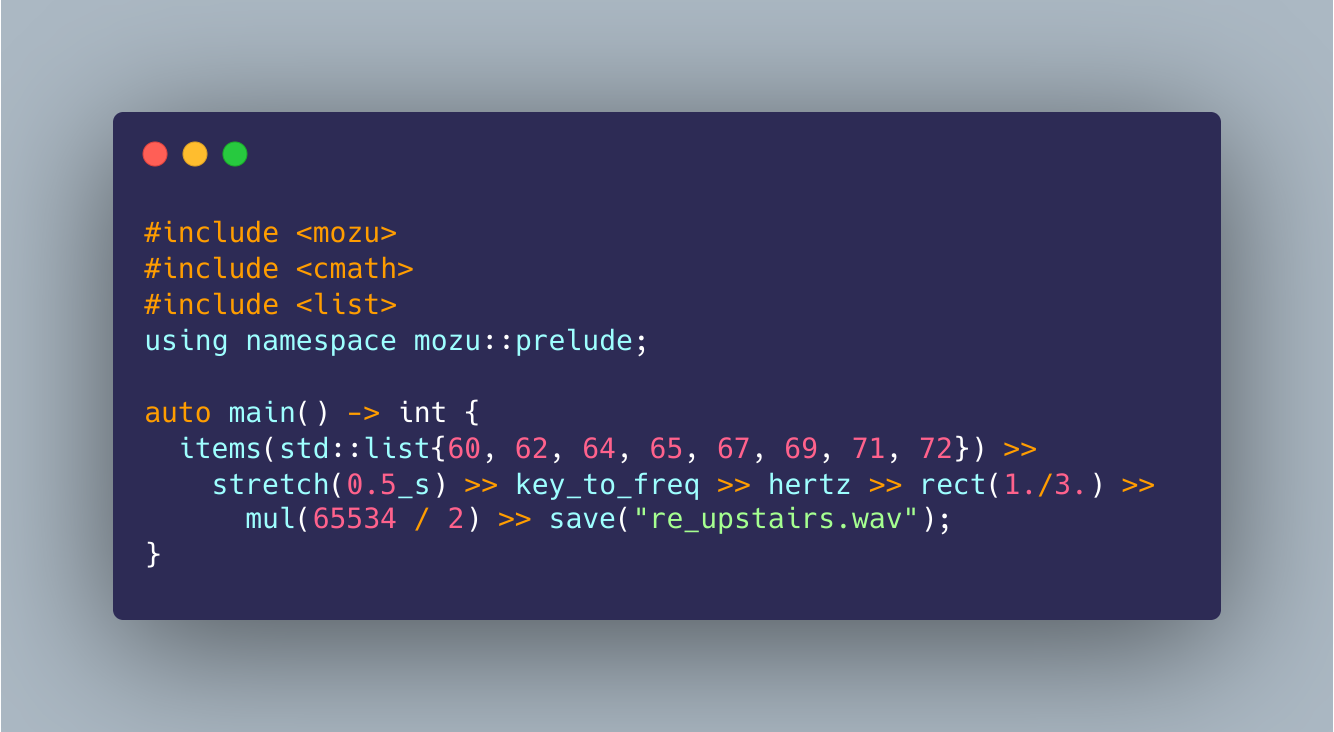 #include <mozu>
#include <cmath>
#include <list>
using namespace mozu::prelude;

auto main() -> int {
  items(std::list{60, 62, 64, 65, 67, 69, 71, 72}) >>
    stretch(0.5_s) >> key_to_freq >> hertz >> rect(1./3.) >>
      mul(65534 / 2) >> save("re_upstairs.wav");
}